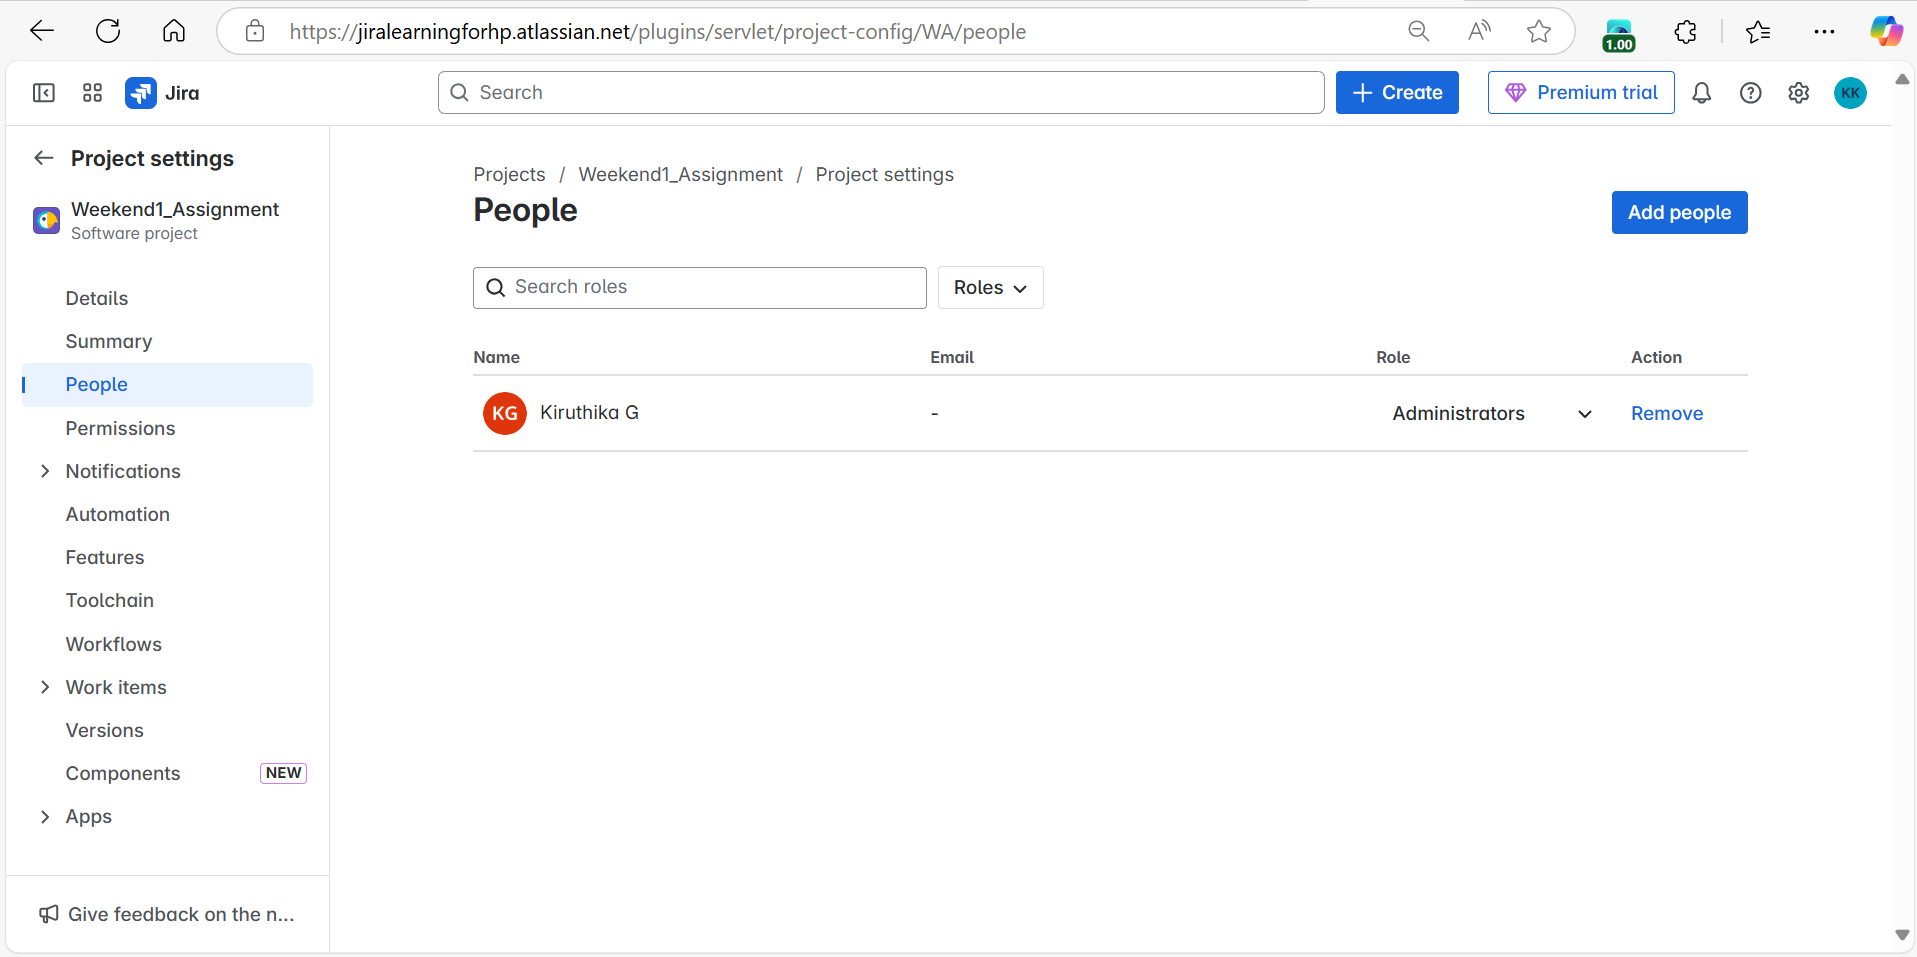 https://jiralearningforhp.atlassian.net/plugins/servlet/project-config/WA/people
1.00
Jira
Search
Create
Premium trial
KK
Project settings
Weekend1_Assignment
Software project
Details
Summary
People
Permissions
Notifications
Automation
Features
Toolchain
Workflows
Work items
Versions
Components NEW
Apps
Give feedback on the n...
Projects / Weekend1_Assignment / Project settings
People
Add people
Search roles
Roles
Name Email Role Action
KG Kiruthika G - Administrators Remove